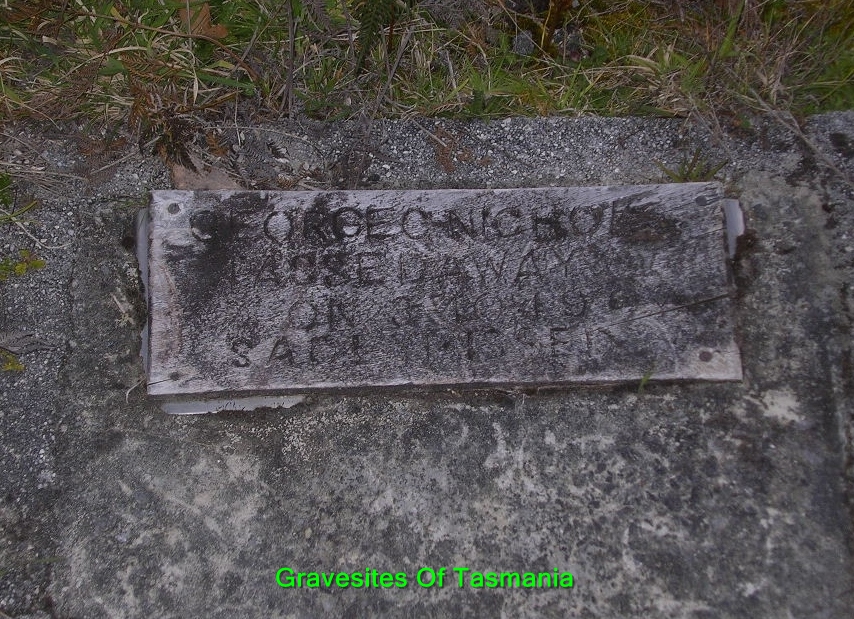 GEORGE C NICHOLS
PASSED AWAY
ON
SADLY MISSED
Gravesites Of Tasmania